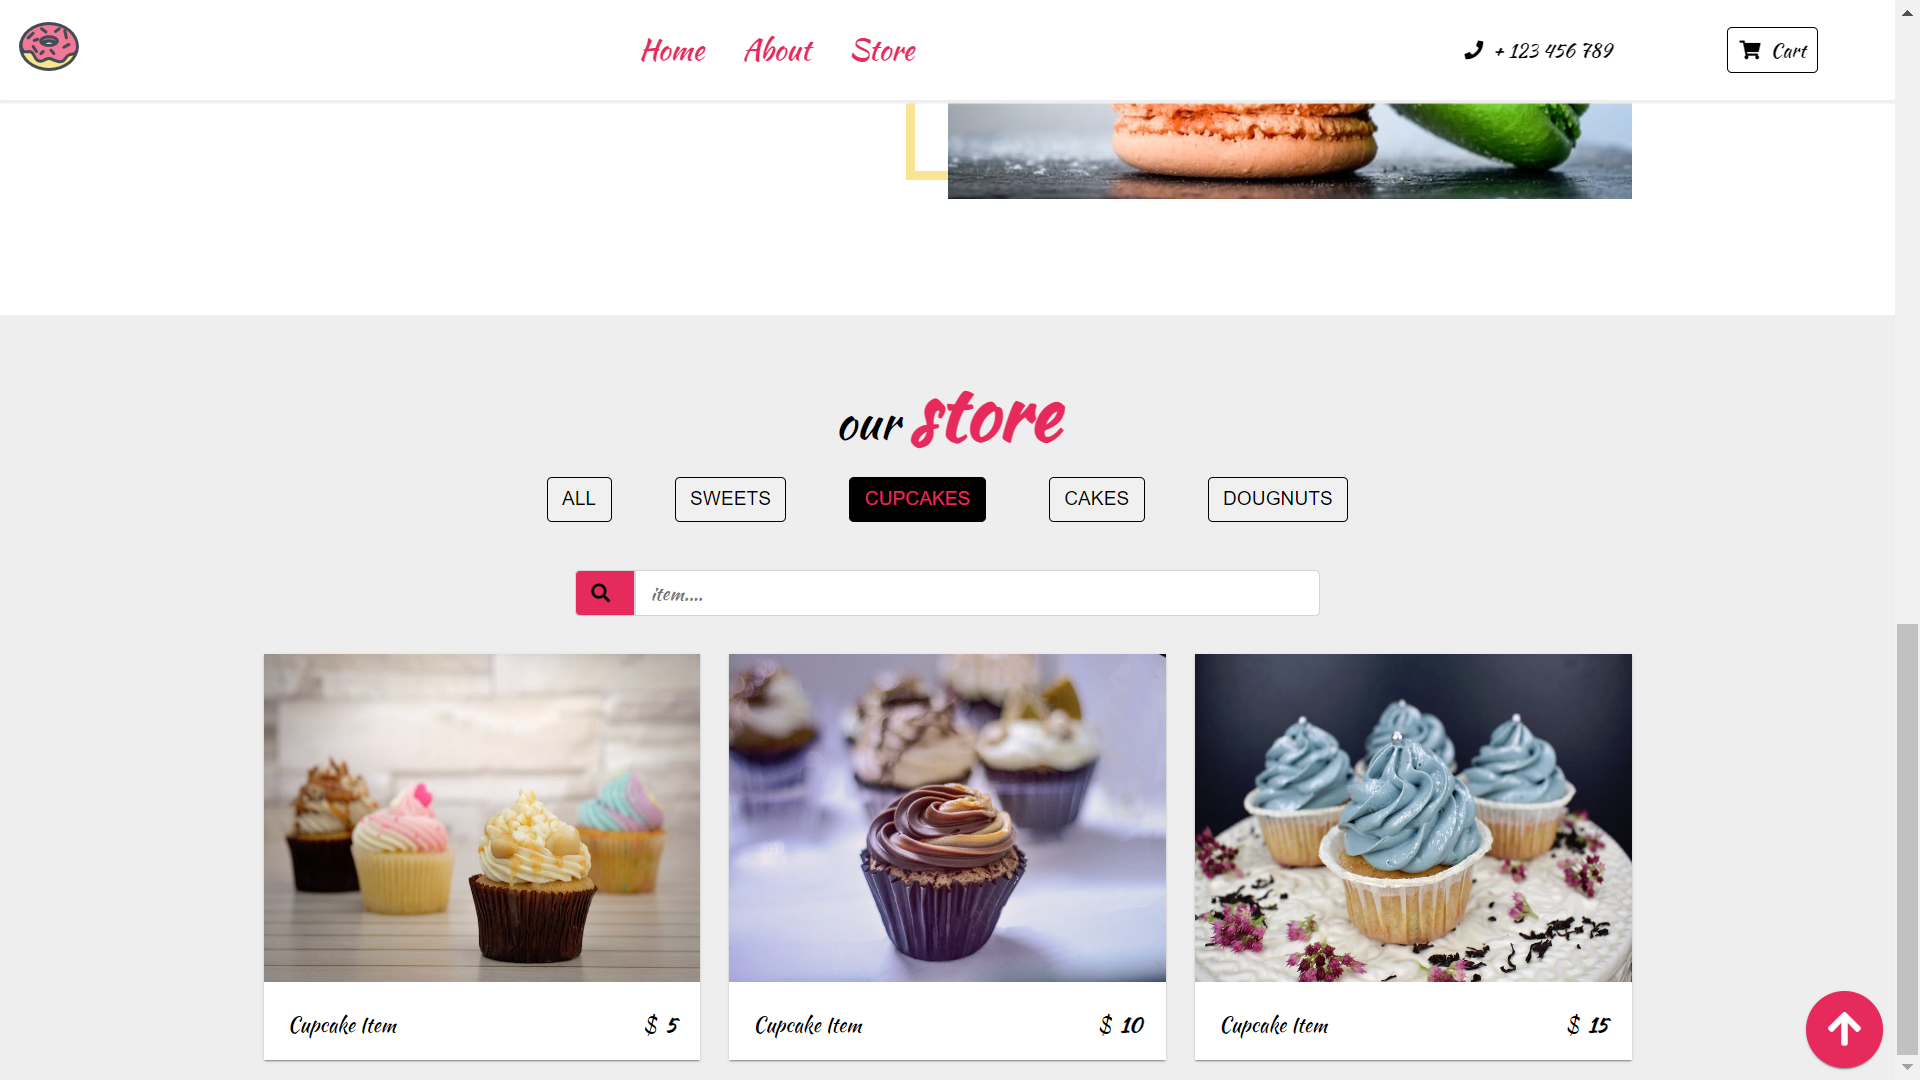 Home About Store
+ 123 456 789
Cart
our store
ALL SWEETS CUPCAKES CAKES DOUGNUTS
item....
Cupcake Item $ 5
Cupcake Item $ 10
Cupcake Item $ 15